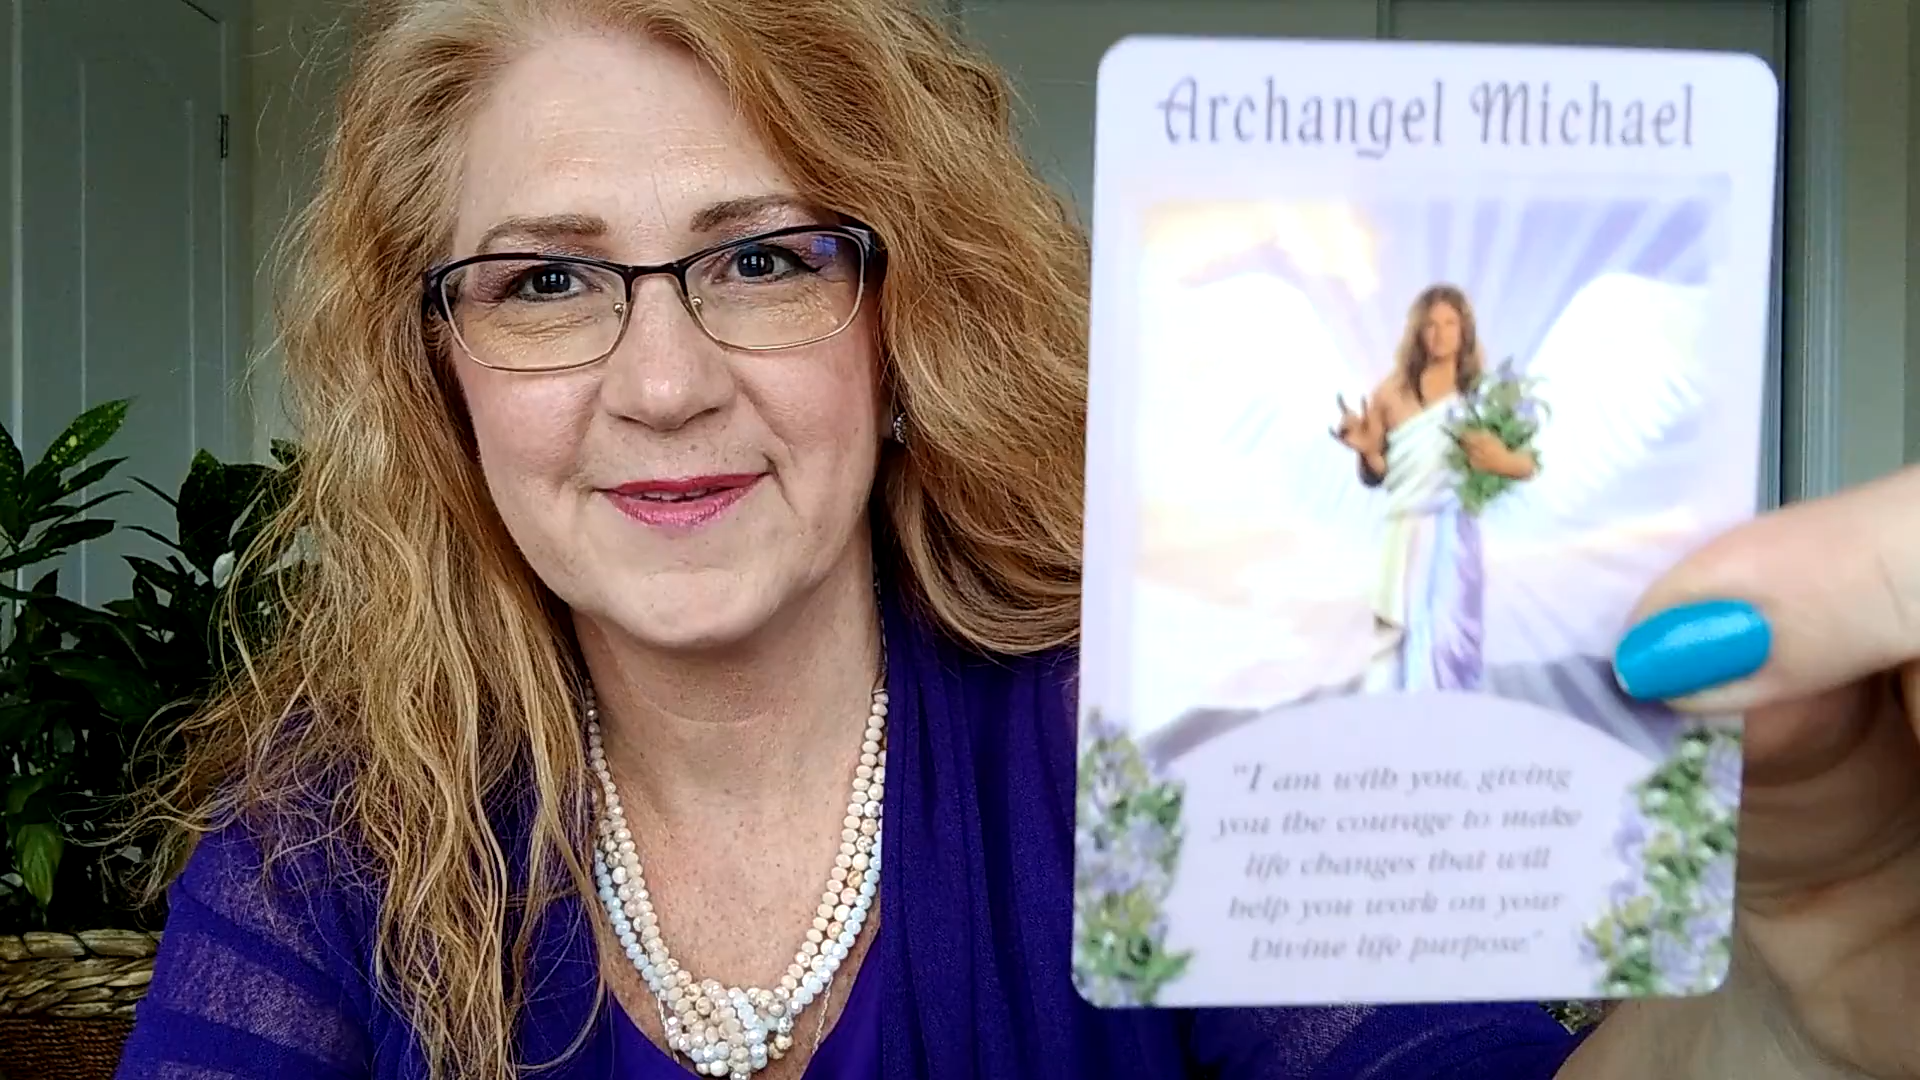 Archangel Michael
"I am with you, giving
you the courage to make
life changes that will
help you work on your
Divine life purpose."